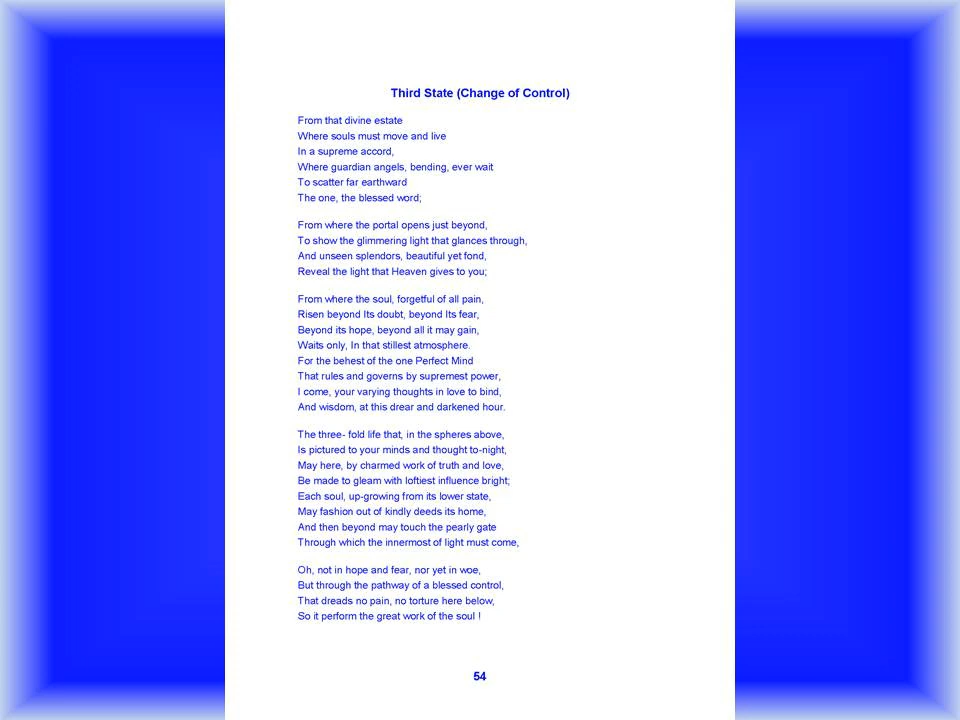 Third State (Change of Control)
From that divine estate
Where souls must move and live
In a supreme accord,
Where guardian angels, bending, ever wait
To scatter far earthward
The one, the blessed word;
From where the portal opens just beyond,
To show the glimmering light that glances through,
And unseen splendors, beautiful yet fond,
Reveal the light that Heaven gives to you;
From where the soul, forgetful of all pain,
Risen beyond Its doubt, beyond Its fear,
Beyond its hope, beyond all it may gain,
Waits only, In that stillest atmosphere.
For the behest of the one Perfect Mind
That rules and governs by supremest power,
I come, your varying thoughts in love to bind,
And wisdom, at this drear and darkened hour.
The three- fold life that, in the spheres above,
Is pictured to your minds and thought to-night,
May here, by charmed work of truth and love,
Be made to gleam with loftiest influence bright;
Each soul, up-growing from its lower state,
May fashion out of kindly deeds its home,
And then beyond may touch the pearly gate
Through which the innermost of light must come,
Oh, not in hope and fear, nor yet in woe,
But through the pathway of a blessed control,
That dreads no pain, no torture here below,
So it perform the great work of the soul !
54